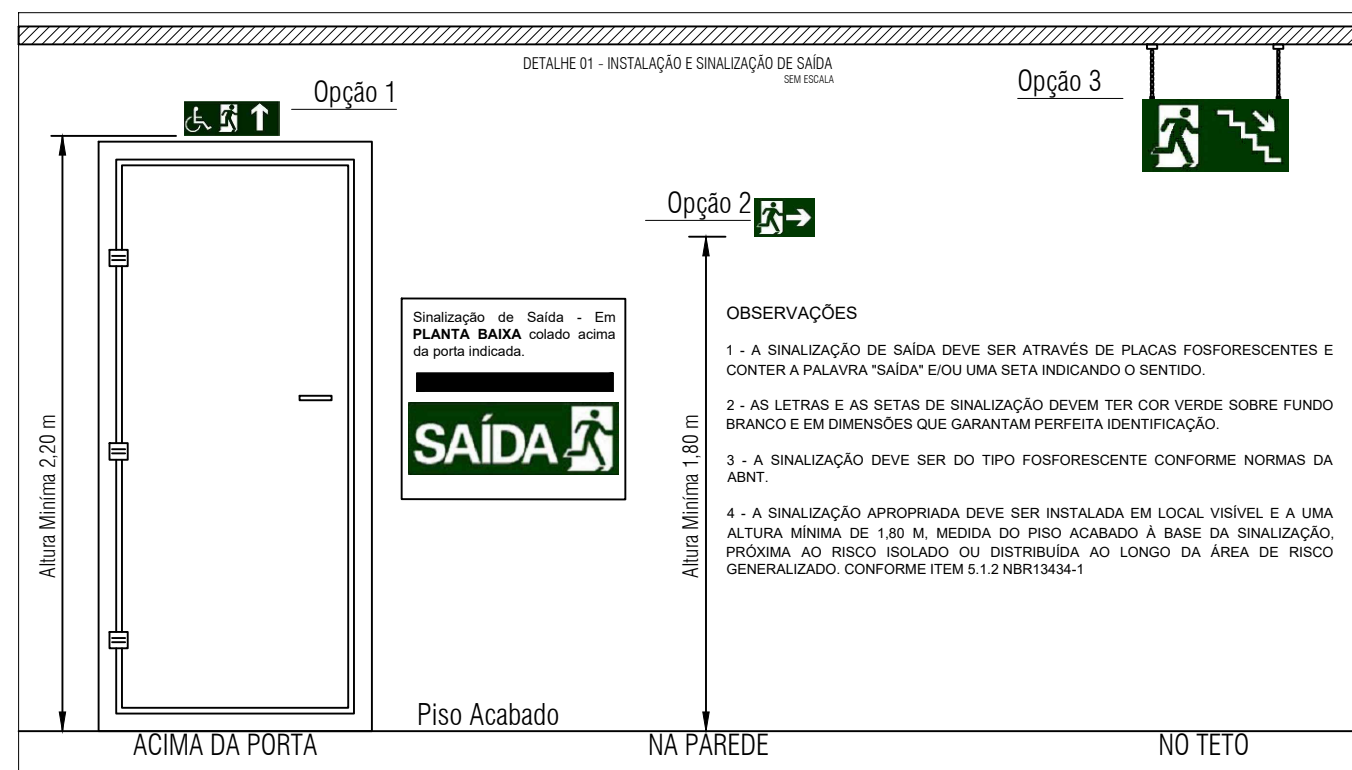 DETALHE 01 - INSTALAÇÃO E SINALIZAÇÃO DE SAÍDA
SEM ESCALA
Opção 1
Opção 3
Opção 2
Altura Miníma 2,20 m
Sinalização de Saída - Em
PLANTA BAIXA colado acima
da porta indicada.
SAÍDA
Altura Miníma 1,80 m
OBSERVAÇÕES
1 - A SINALIZAÇÃO DE SAÍDA DEVE SER ATRAVÉS DE PLACAS FOSFORESCENTES E
CONTER A PALAVRA "SAÍDA" E/OU UMA SETA INDICANDO O SENTIDO.
2 - AS LETRAS E AS SETAS DE SINALIZAÇÃO DEVEM TER COR VERDE SOBRE FUNDO
BRANCO E EM DIMENSÕES QUE GARANTAM PERFEITA IDENTIFICAÇÃO.
3 - A SINALIZAÇÃO DEVE SER DO TIPO FOSFORESCENTE CONFORME NORMAS DA
ABNT.
4 - A SINALIZAÇÃO APROPRIADA DEVE SER INSTALADA EM LOCAL VISÍVEL E A UMA
ALTURA MÍNIMA DE 1,80 M, MEDIDA DO PISO ACABADO À BASE DA SINALIZAÇÃO,
PRÓXIMA AO RISCO ISOLADO OU DISTRIBUÍDA AO LONGO DA ÁREA DE RISCO
GENERALIZADO. CONFORME ITEM 5.1.2 NBR13434-1
Piso Acabado
ACIMA DA PORTA
NA PAREDE
NO TETO